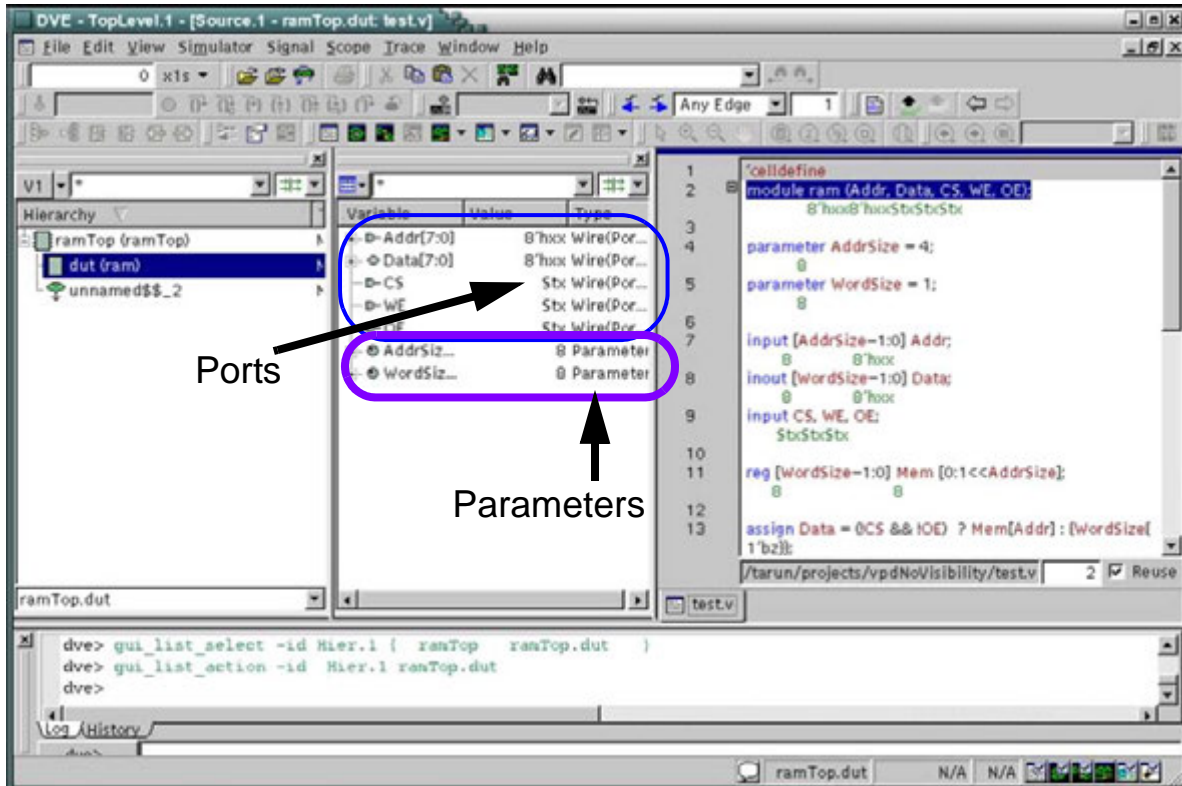 DVE - TopLevel.1 - [Source.1 - ramTop.dut: test.v]
File Edit View Simulator Signal Scope Trace Window Help
0 x1s
Any Edge 1
V1 *
*
Hierarchy
Variable Value Type
ramTop (ramTop)
dut (ram)
unnamed$$_2
Addr[7:0] 8'hxx Wire(Por...
Data[7:0] 8'hxx Wire(Por...
CS Stx Wire(Por...
WE Stx Wire(Por...
OE Stx Wire(Por...
AddrSiz... 8 Parameter
WordSiz... 8 Parameter
Ports
Parameters
1 `celldefine
2 module ram (Addr, Data, CS, WE, OE);
8'hxx8'hxxStxStxStx
3
4 parameter AddrSize = 4;
8
5 parameter WordSize = 1;
8
6
7 input [AddrSize-1:0] Addr;
8 8'hxx
8 inout [WordSize-1:0] Data;
8 8'hxx
9 input CS, WE, OE;
StxStxStx
10
11 reg [WordSize-1:0] Mem [0:1<<AddrSize];
8 8
12
13 assign Data = (!CS && !OE) ? Mem[Addr] : {WordSize{
1'bz}};
/tarun/projects/vpdNoVisibility/test.v 2 Reuse
ramTop.dut
test.v
dve> gui_list_select -id Hier.1 { ramTop ramTop.dut }
dve> gui_list_action -id Hier.1 ramTop.dut
dve>
Log History
dve>
ramTop.dut N/A N/A